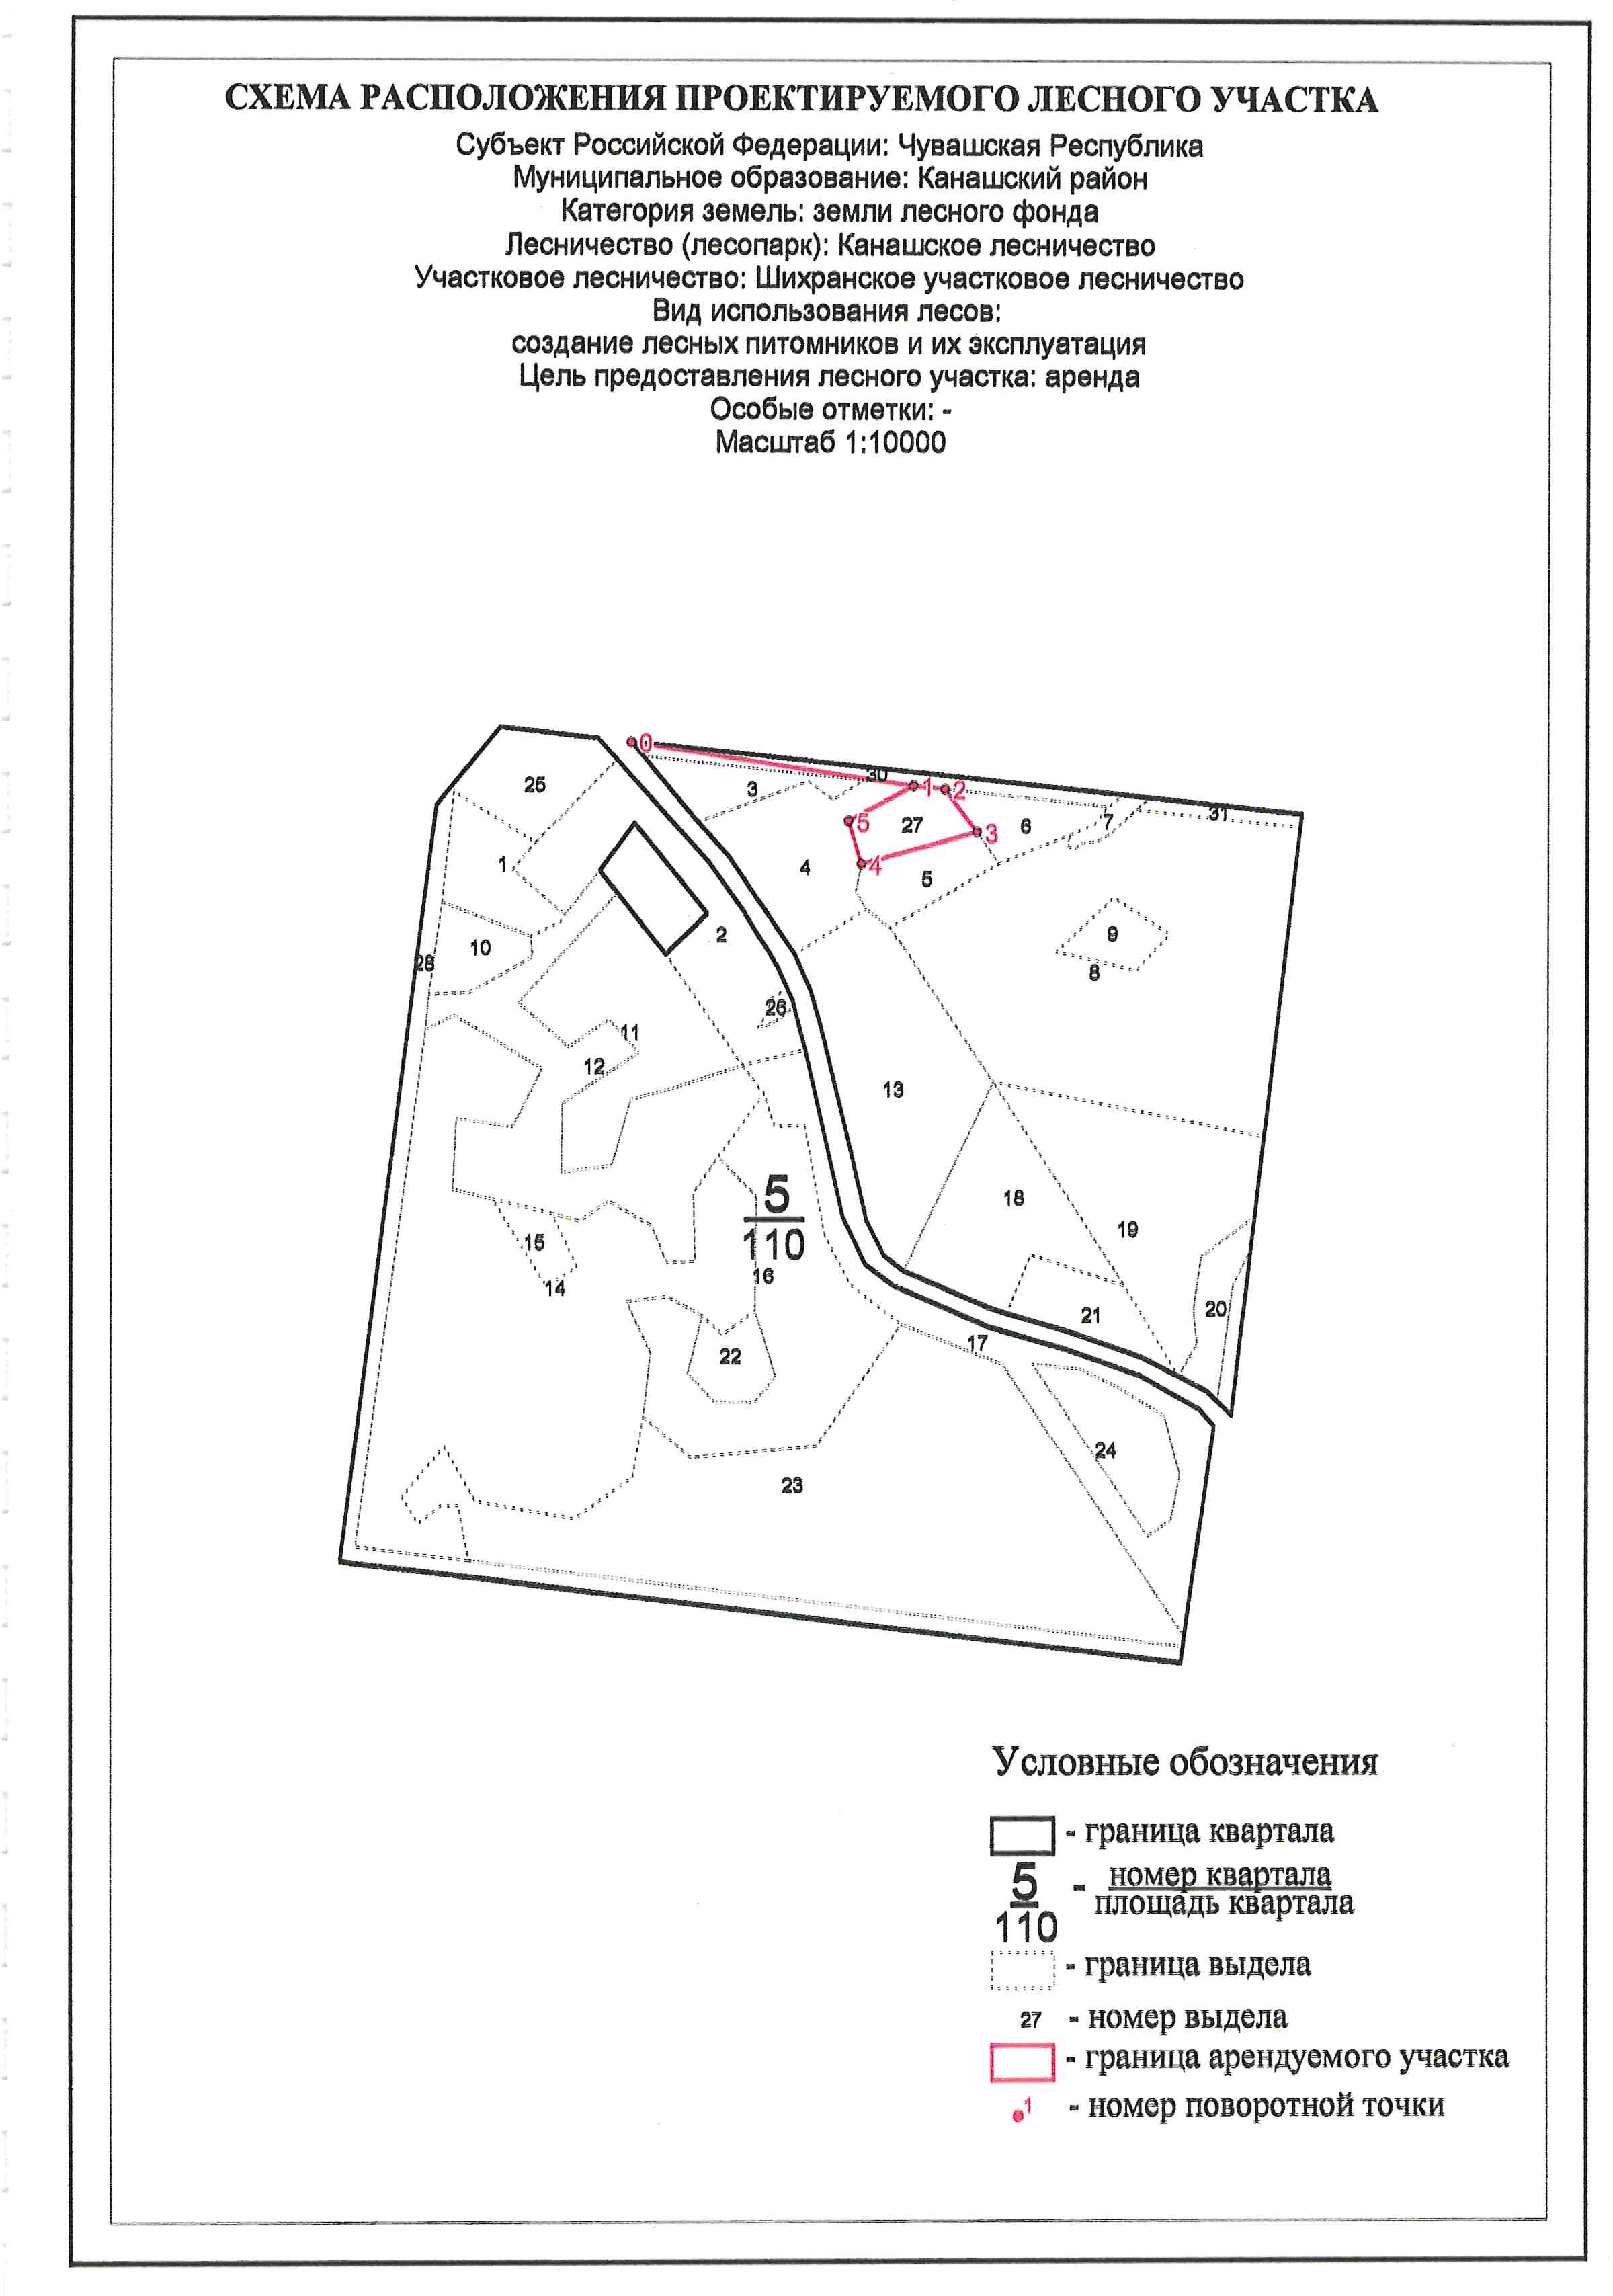 СХЕМА РАСПОЛОЖЕНИЯ ПРОЕКТИРУЕМОГО ЛЕСНОГО УЧАСТКА
Субъект Российской Федерации: Чувашская Республика
Муниципальное образование: Канашский район
Категория земель: земли лесного фонда
Лесничество (лесопарк): Канашское лесничество
Участковое лесничество: Шихранское участковое лесничество
Вид использования лесов:
создание лесных питомников и их эксплуатация
Цель предоставления лесного участка: аренда
Особые отметки: -
Масштаб 1:10000
0
25
3
30
1
2
31
5
27
3
6
7
1
4
4
5
10
28
2
9
8
26
11
12
13
5
110
18
19
15
14
16
20
21
22
17
24
23
Условные обозначения
- граница квартала
5
110
- номер квартала
площадь квартала
- граница выдела
27 - номер выдела
- граница арендуемого участка
1 - номер поворотной точки